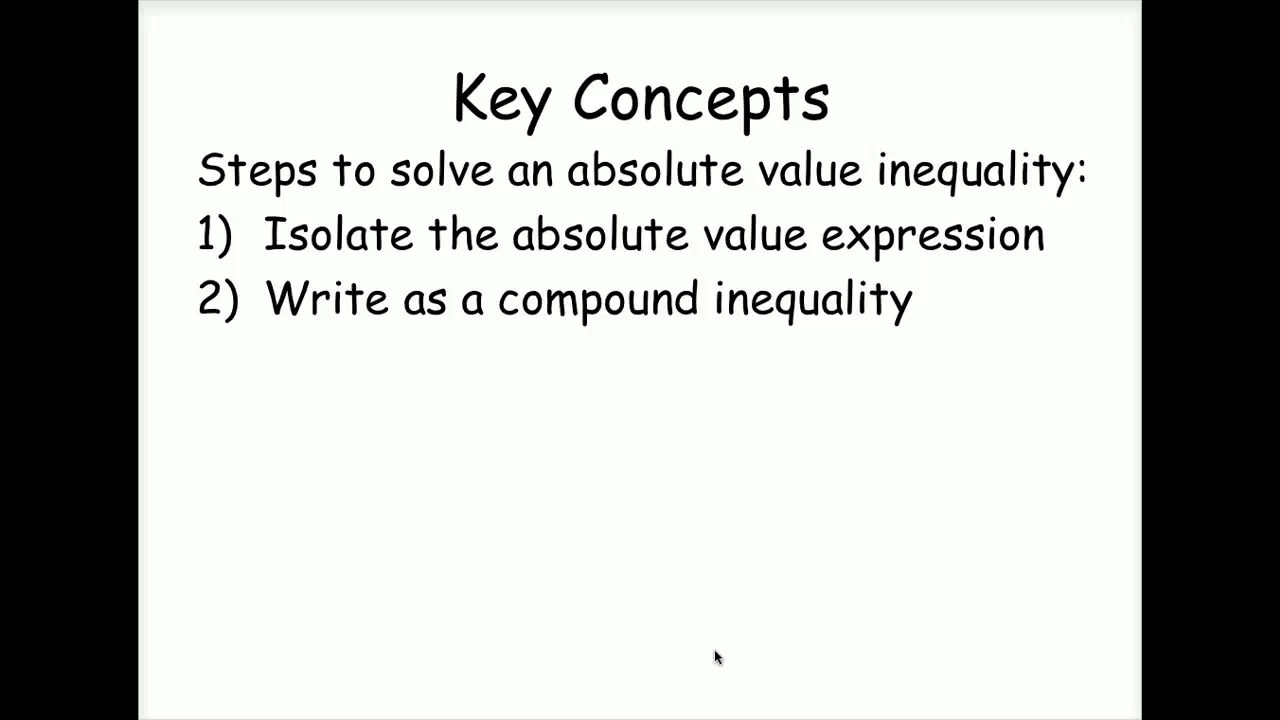 Key Concepts
Steps to solve an absolute value inequality:
1) Isolate the absolute value expression
2) Write as a compound inequality